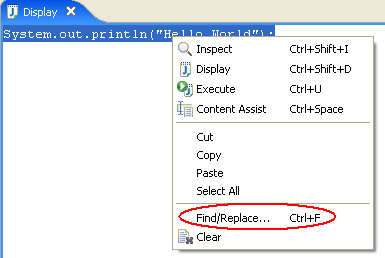 Display
System.out.println("Hello World");
Inspect Ctrl+Shift+I
Display Ctrl+Shift+D
Execute Ctrl+U
Content Assist Ctrl+Space
Cut
Copy
Paste
Select All
Find/Replace... Ctrl+F
Clear